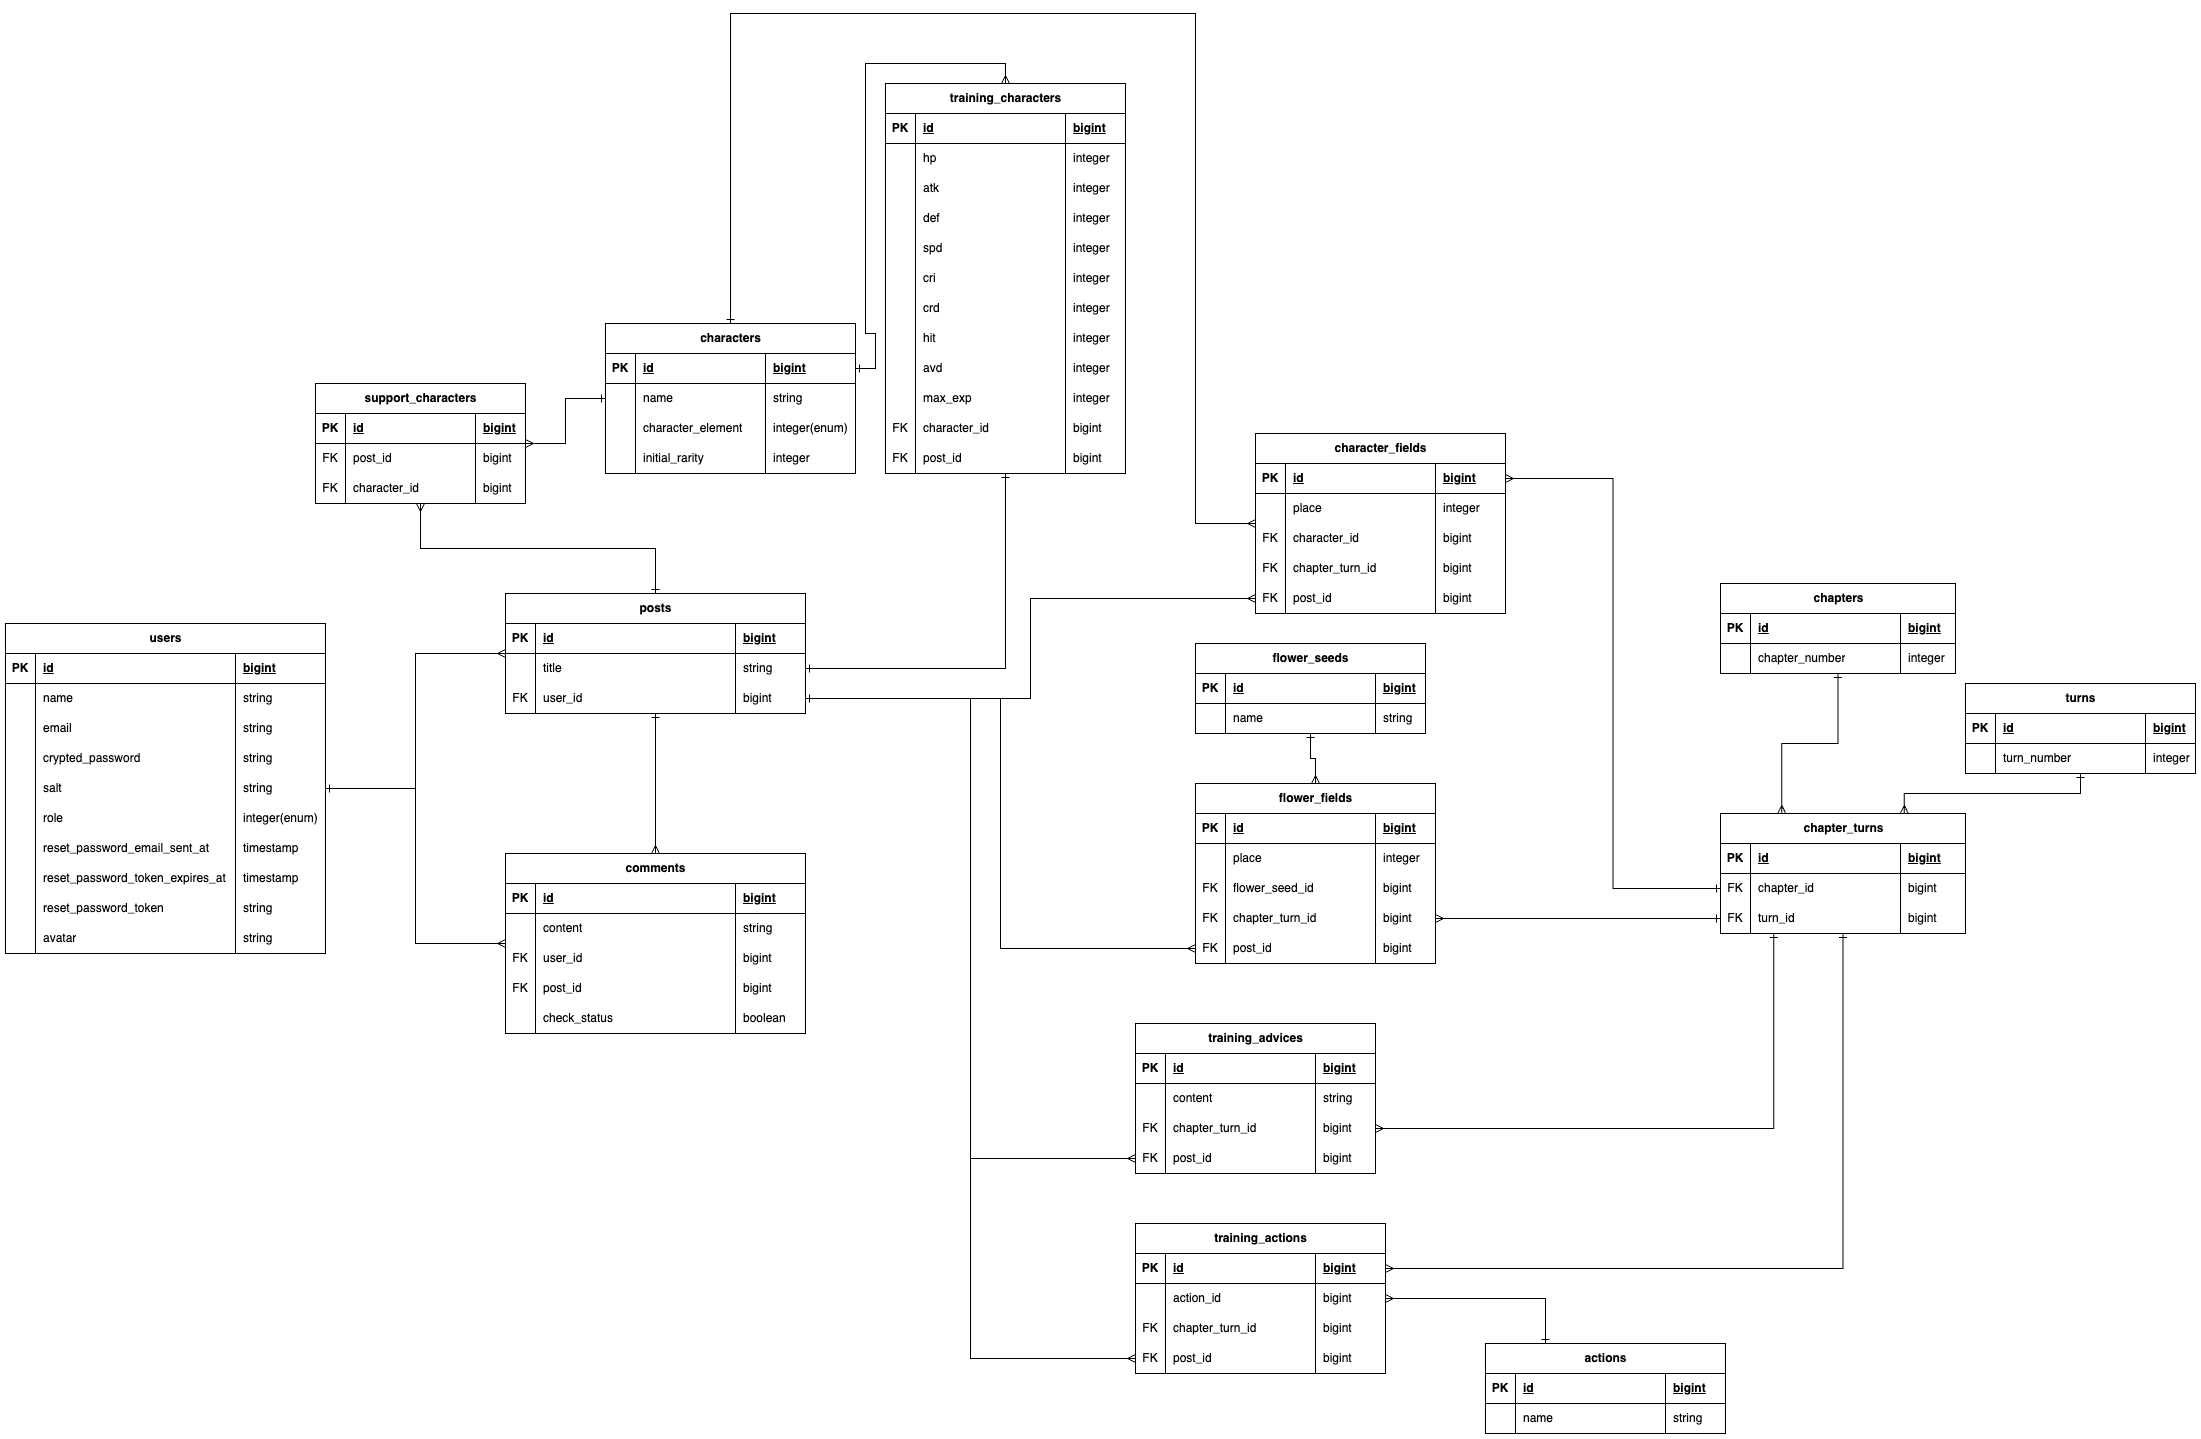 training_characters
PK id bigint
hp integer
atk integer
def integer
spd integer
cri integer
crd integer
hit integer
avd integer
max_exp integer
FK character_id bigint
FK post_id bigint
characters
PK id bigint
name string
character_element integer(enum)
initial_rarity integer
support_characters
PK id bigint
FK post_id bigint
FK character_id bigint
character_fields
PK id bigint
place integer
FK character_id bigint
FK chapter_turn_id bigint
FK post_id bigint
posts
PK id bigint
title string
FK user_id bigint
users
PK id bigint
name string
email string
crypted_password string
salt string
role integer(enum)
reset_password_email_sent_at timestamp
reset_password_token_expires_at timestamp
reset_password_token string
avatar string
comments
PK id bigint
content string
FK user_id bigint
FK post_id bigint
check_status boolean
flower_seeds
PK id bigint
name string
flower_fields
PK id bigint
place integer
FK flower_seed_id bigint
FK chapter_turn_id bigint
FK post_id bigint
chapters
PK id bigint
chapter_number integer
turns
PK id bigint
turn_number integer
chapter_turns
PK id bigint
FK chapter_id bigint
FK turn_id bigint
training_advices
PK id bigint
content string
FK chapter_turn_id bigint
FK post_id bigint
training_actions
PK id bigint
action_id bigint
FK chapter_turn_id bigint
FK post_id bigint
actions
PK id bigint
name string